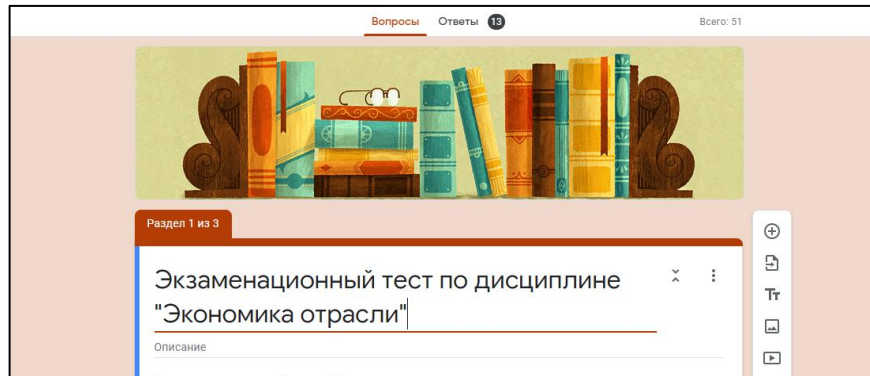 Вопросы Ответы 13 Всего: 51
Раздел 1 из 3
Экзаменационный тест по дисциплине
"Экономика отрасли"
Описание